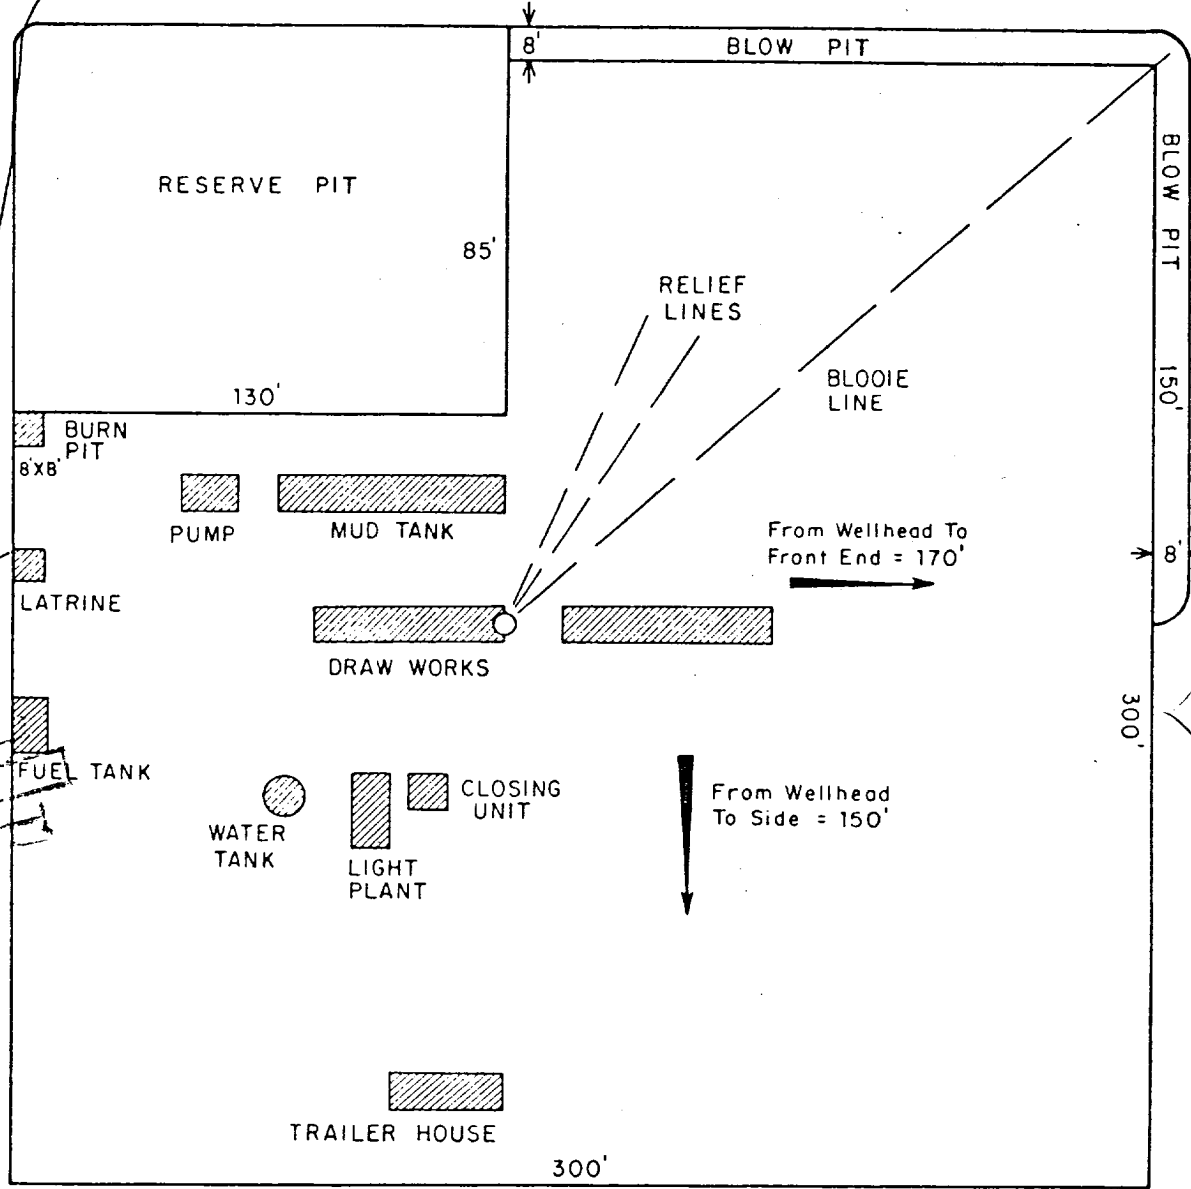 8'
BLOW PIT
RESERVE PIT
BLOW PIT
85'
RELIEF
LINES
130'
BLOOIE
LINE
150'
BURN
PIT
8'X8'
PUMP
MUD TANK
From Wellhead To
Front End = 170'
8'
LATRINE
DRAW WORKS
300'
FUEL TANK
CLOSING
UNIT
From Wellhead
To Side = 150'
WATER
TANK
LIGHT
PLANT
TRAILER HOUSE
300'